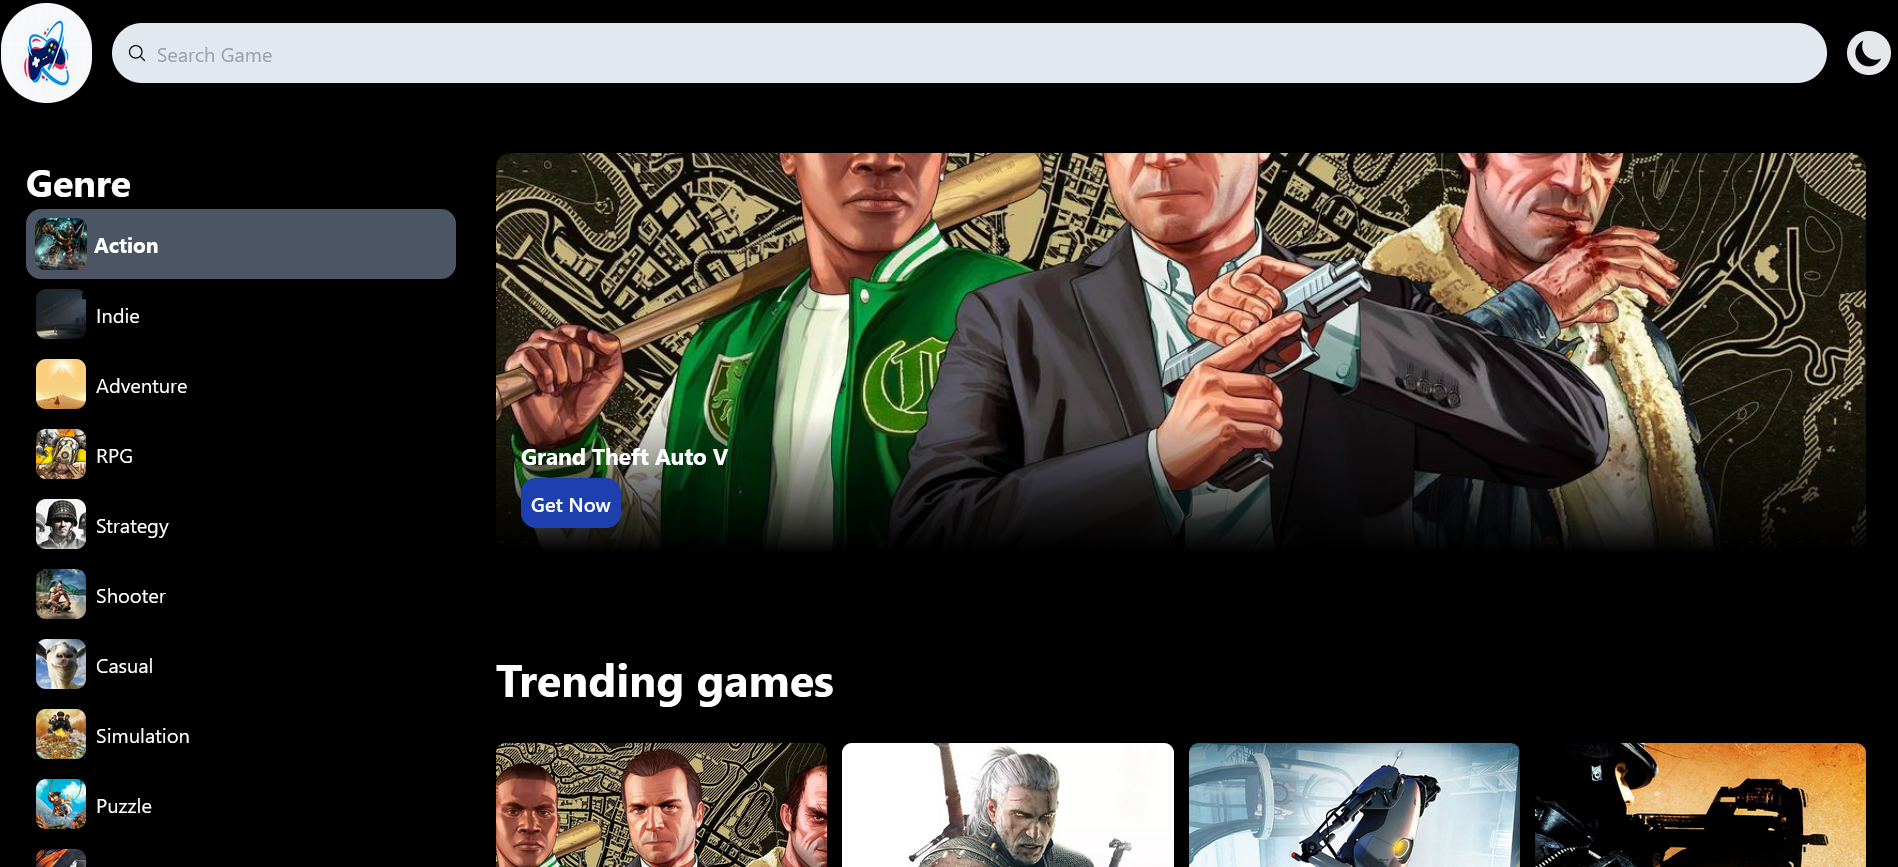 Search Game
Genre
Action
Indie
Adventure
RPG
Strategy
Shooter
Casual
Simulation
Puzzle
Grand Theft Auto V
Get Now
Trending games